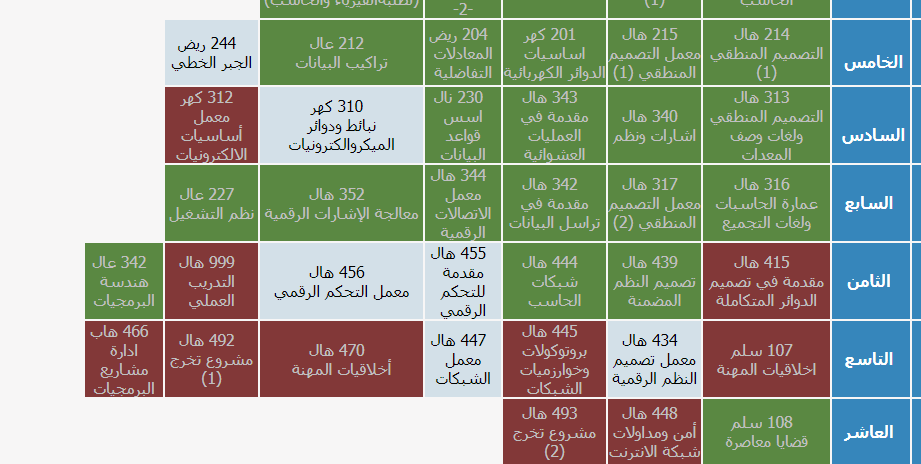 الحاسب
(1)
-2-
(لطلبة الفيزياء والحاسب)
الخامس
214 هال
التصميم المنطقي
(1)
215 هال
معمل التصميم
المنطقي (1)
201 كهر
اساسيات
الدوائر الكهربائية
204 ريض
المعادلات
التفاضلية
212 عال
تراكيب البيانات
244 ريض
الجبر الخطي
السادس
313 هال
التصميم المنطقي
ولغات وصف
المعدات
340 هال
اشارات ونظم
343 هال
مقدمة في
العمليات
العشوائية
230 نال
اسس
قواعد
البيانات
310 كهر
نبائط ودوائر
الميكروالكترونيات
312 كهر
معمل
أساسيات
الالكترونيات
السابع
316 هال
عمارة الحاسبات
ولغات التجميع
317 هال
معمل التصميم
المنطقي (2)
342 هال
مقدمة في
تراسل البيانات
344 هال
معمل
الاتصالات
الرقمية
352 هال
معالجة الإشارات الرقمية
227 عال
نظم التشغيل
الثامن
415 هال
مقدمة في تصميم
الدوائر المتكاملة
439 هال
تصميم النظم
المضمنة
444 هال
شبكات
الحاسب
455 هال
مقدمة
للتحكم
الرقمي
456 هال
معمل التحكم الرقمي
999 هال
التدريب
العملي
342 عال
هندسة
البرمجيات
التاسع
107 سلم
اخلاقيات المهنة
434 هال
معمل تصميم
النظم الرقمية
445 هال
بروتوكولات
وخوارزميات
الشبكات
447 هال
معمل
الشبكات
470 هال
أخلاقيات المهنة
492 هال
مشروع تخرج
(1)
466 هاب
ادارة
مشاريع
البرمجيات
العاشر
108 سلم
قضايا معاصرة
448 هال
أمن ومداولات
شبكة الانترنت
493 هال
مشروع تخرج
(2)